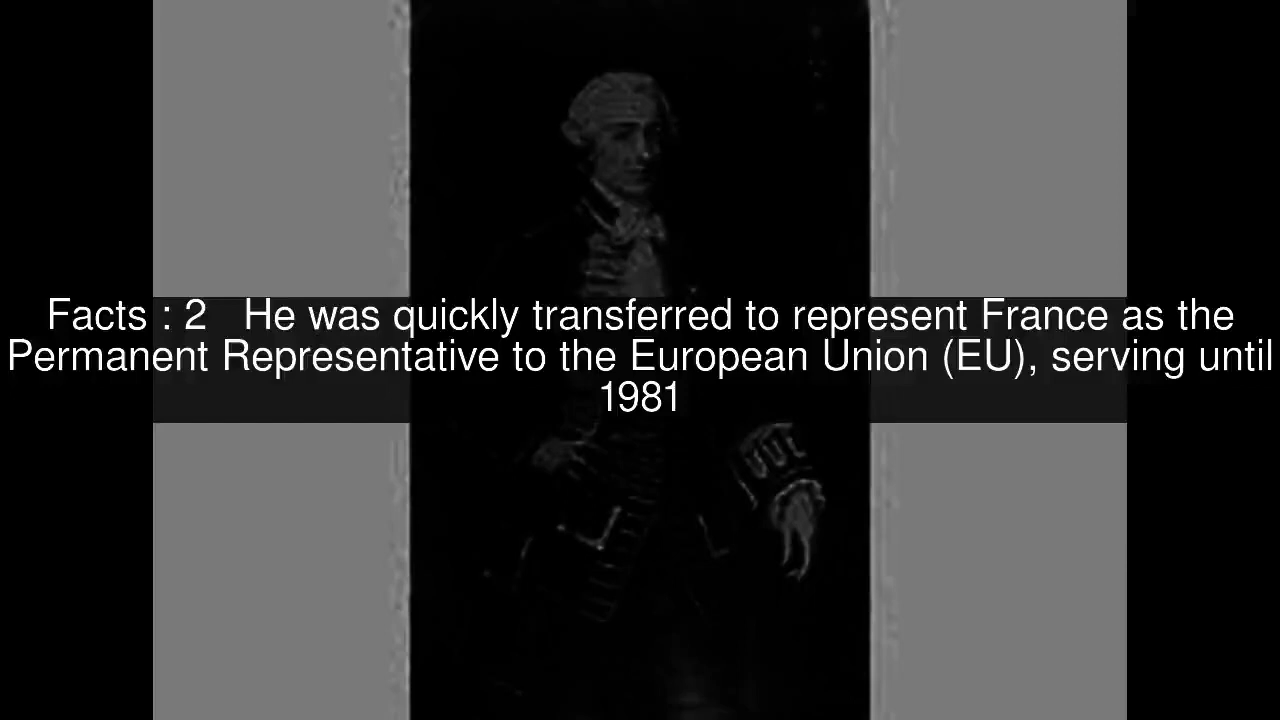 Facts : 2   He was quickly transferred to represent France as the
Permanent Representative to the European Union (EU), serving until
1981